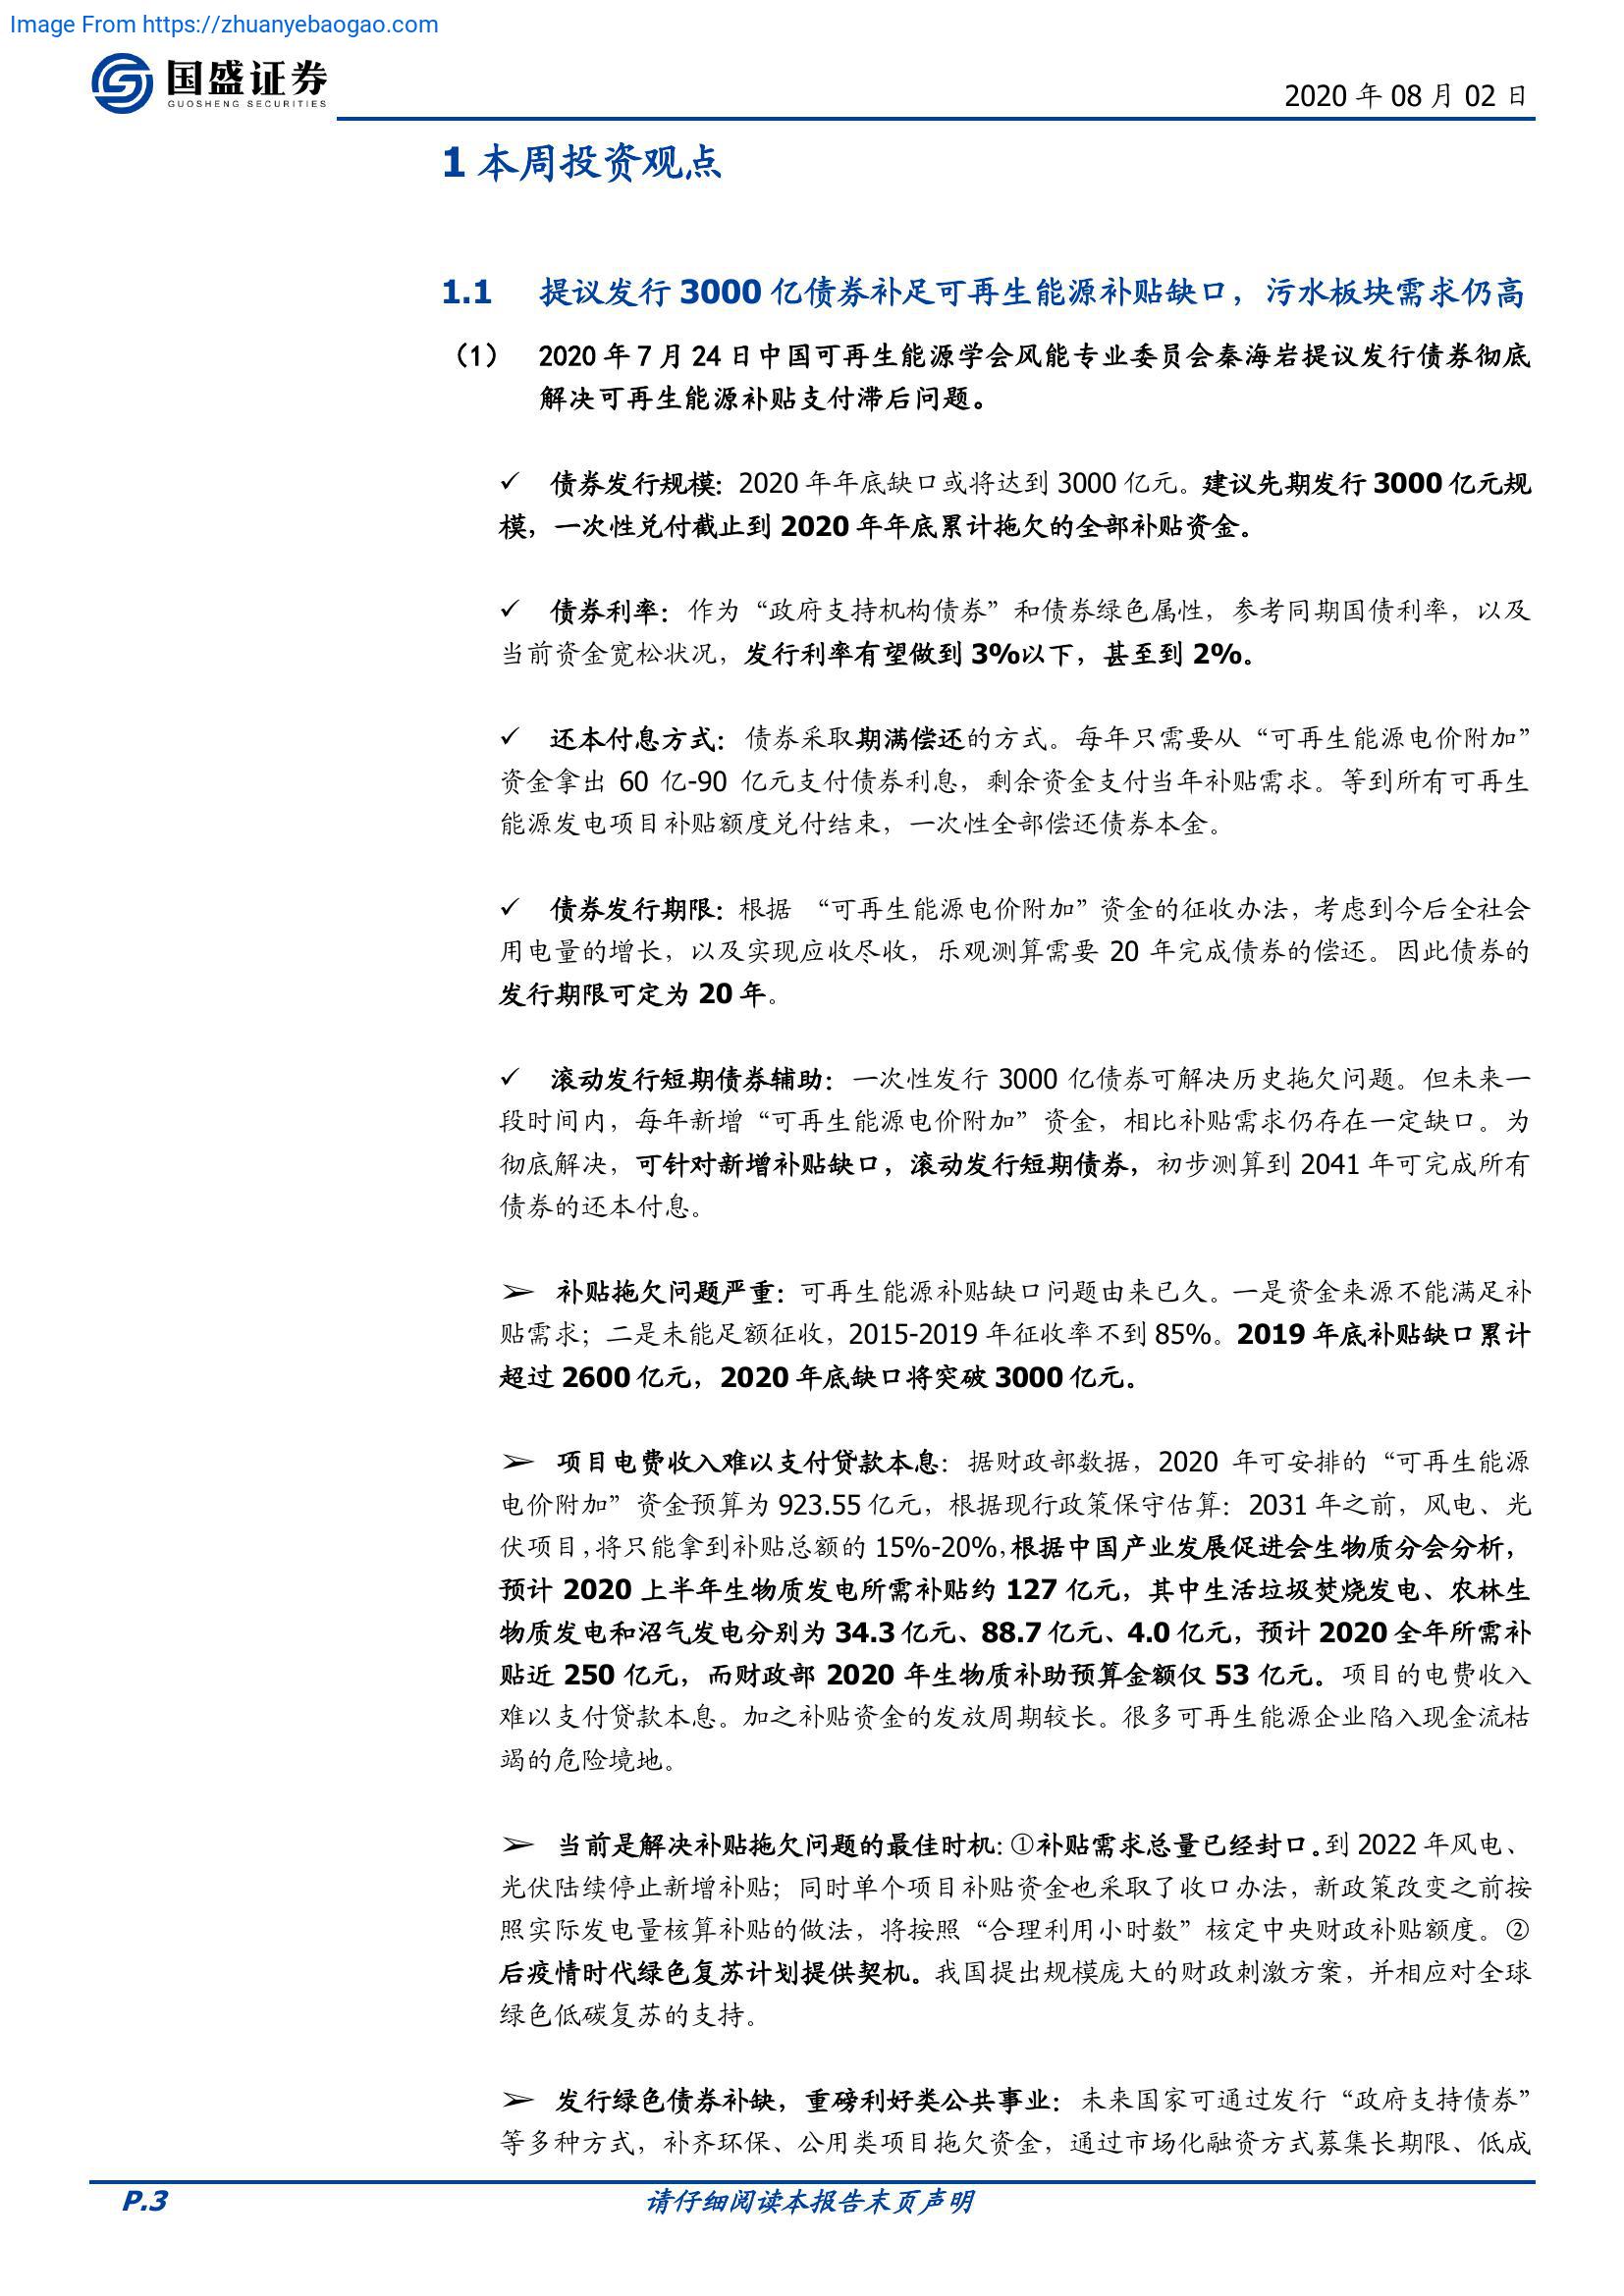 Image From https://zhuanyebaogao.com
国盛证券
GUOSHENG SECURITIES
2020 年 08 月 02 日
1 本周投资观点
1.1 提议发行 3000 亿债券补足可再生能源补贴缺口，污水板块需求仍高
（1） 2020 年 7 月 24 日中国可再生能源学会风能专业委员会秦海岩提议发行债券彻底
解决可再生能源补贴支付滞后问题。
✓ 债券发行规模：2020 年年底缺口或将达到 3000 亿元。建议先期发行 3000 亿元规
模，一次性兑付截止到 2020 年年底累计拖欠的全部补贴资金。
✓ 债券利率：作为“政府支持机构债券”和债券绿色属性，参考同期国债利率，以及
当前资金宽松状况，发行利率有望做到 3%以下，甚至到 2%。
✓ 还本付息方式：债券采取期满偿还的方式。每年只需要从“可再生能源电价附加”
资金拿出 60 亿-90 亿元支付债券利息，剩余资金支付当年补贴需求。等到所有可再生
能源发电项目补贴额度兑付结束，一次性全部偿还债券本金。
✓ 债券发行期限：根据 “可再生能源电价附加”资金的征收办法，考虑到今后全社会
用电量的增长，以及实现应收尽收，乐观测算需要 20 年完成债券的偿还。因此债券的
发行期限可定为 20 年。
✓ 滚动发行短期债券辅助：一次性发行 3000 亿债券可解决历史拖欠问题。但未来一
段时间内，每年新增“可再生能源电价附加”资金，相比补贴需求仍存在一定缺口。为
彻底解决，可针对新增补贴缺口，滚动发行短期债券，初步测算到 2041 年可完成所有
债券的还本付息。
➢ 补贴拖欠问题严重：可再生能源补贴缺口问题由来已久。一是资金来源不能满足补
贴需求；二是未能足额征收，2015-2019 年征收率不到 85%。2019 年底补贴缺口累计
超过 2600 亿元，2020 年底缺口将突破 3000 亿元。
➢ 项目电费收入难以支付贷款本息：据财政部数据，2020 年可安排的“可再生能源
电价附加”资金预算为 923.55 亿元，根据现行政策保守估算：2031 年之前，风电、光
伏项目，将只能拿到补贴总额的 15%-20%，根据中国产业发展促进会生物质分会分析，
预计 2020 上半年生物质发电所需补贴约 127 亿元，其中生活垃圾焚烧发电、农林生
物质发电和沼气发电分别为 34.3 亿元、88.7 亿元、4.0 亿元，预计 2020 全年所需补
贴近 250 亿元，而财政部 2020 年生物质补助预算金额仅 53 亿元。项目的电费收入
难以支付贷款本息。加之补贴资金的发放周期较长。很多可再生能源企业陷入现金流枯
竭的危险境地。
➢ 当前是解决补贴拖欠问题的最佳时机：①补贴需求总量已经封口。到 2022 年风电、
光伏陆续停止新增补贴；同时单个项目补贴资金也采取了收口办法，新政策改变之前按
照实际发电量核算补贴的做法，将按照“合理利用小时数”核定中央财政补贴额度。②
后疫情时代绿色复苏计划提供契机。我国提出规模庞大的财政刺激方案，并相应对全球
绿色低碳复苏的支持。
➢ 发行绿色债券补缺，重磅利好类公共事业：未来国家可通过发行“政府支持债券”
等多种方式，补齐环保、公用类项目拖欠资金，通过市场化融资方式募集长期限、低成
P.3
请仔细阅读本报告末页声明